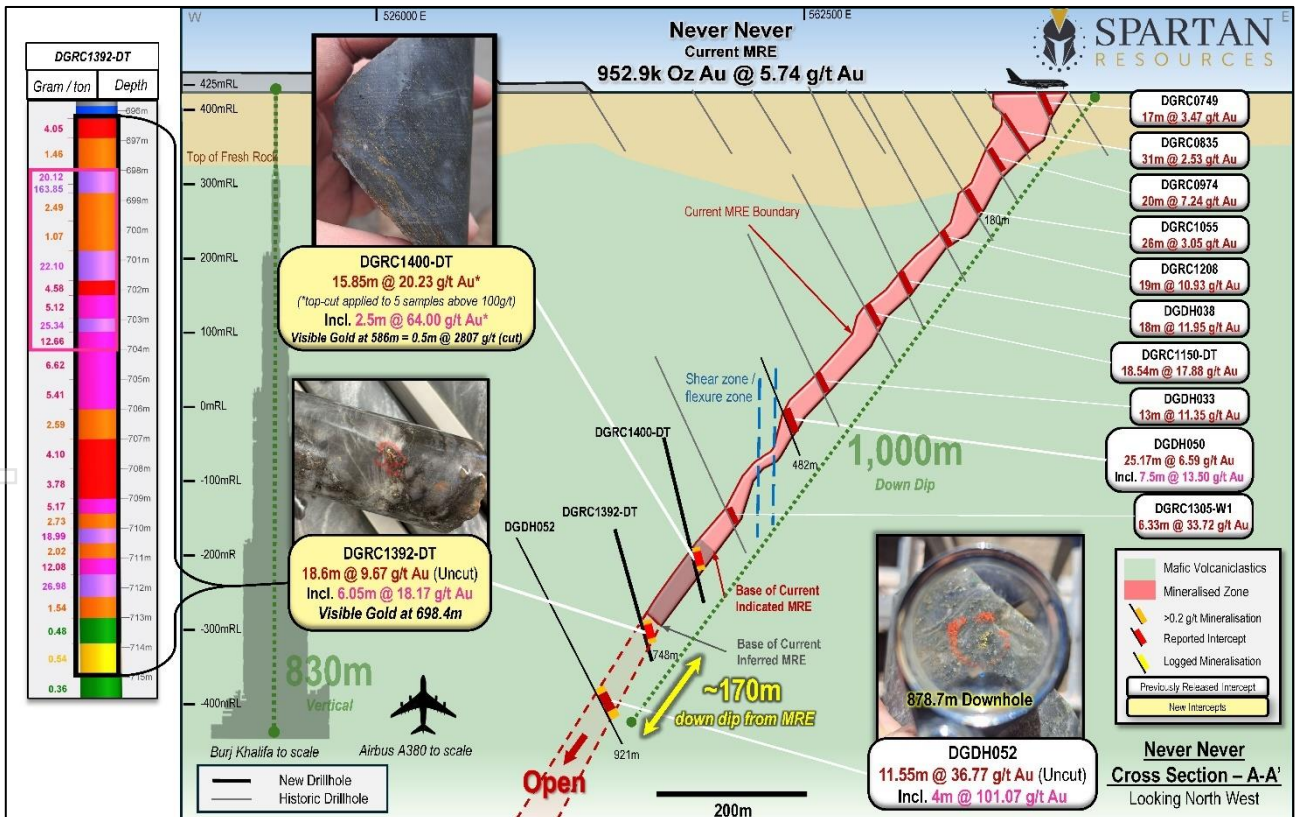 W
526000 E
562500 E
E
Never Never
Current MRE
952.9k Oz Au @ 5.74 g/t Au
SPARTAN
RESOURCES
DGRC1392-DT
Gram / ton
Depth
696m
4.05
697m
1.46
698m
20.12
163.85
699m
2.49
700m
1.07
701m
22.10
4.58
702m
5.12
703m
25.34
12.66
704m
6.62
705m
5.41
706m
2.59
707m
4.10
708m
3.78
709m
5.17
2.73
710m
18.99
2.02
711m
12.08
712m
26.98
1.54
713m
0.48
714m
0.54
715m
0.36
425mRL
400mRL
Top of Fresh Rock
300mRL
200mRL
100mRL
0mRL
-100mRL
-200mR
-300mRL
-400mRL
DGRC1400-DT
15.85m @ 20.23 g/t Au*
(*top-cut applied to 5 samples above 100g/t)
Incl. 2.5m @ 64.00 g/t Au*
Visible Gold at 586m = 0.5m @ 2807 g/t (cut)
DGRC1392-DT
18.6m @ 9.67 g/t Au (Uncut)
Incl. 6.05m @ 18.17 g/t Au
Visible Gold at 698.4m
830m
Vertical
Burj Khalifa to scale
Airbus A380 to scale
New Drillhole
Historic Drillhole
Current MRE Boundary
180m
Shear zone /
flexure zone
482m
1,000m
Down Dip
DGRC1400-DT
DGRC1392-DT
DGDH052
Base of Current
Indicated MRE
Base of Current
Inferred MRE
748m
~170m
down dip from MRE
921m
Open
200m
DGRC0749
17m @ 3.47 g/t Au
DGRC0835
31m @ 2.53 g/t Au
DGRC0974
20m @ 7.24 g/t Au
DGRC1055
26m @ 3.05 g/t Au
DGRC1208
19m @ 10.93 g/t Au
DGDH038
18m @ 11.95 g/t Au
DGRC1150-DT
18.54m @ 17.88 g/t Au
DGDH033
13m @ 11.35 g/t Au
DGDH050
25.17m @ 6.59 g/t Au
Incl. 7.5m @ 13.50 g/t Au
DGRC1305-W1
6.33m @ 33.72 g/t Au
878.7m Downhole
DGDH052
11.55m @ 36.77 g/t Au (Uncut)
Incl. 4m @ 101.07 g/t Au
Mafic Volcaniclastics
Mineralised Zone
>0.2 g/t Mineralisation
Reported Intercept
Logged Mineralisation
Previously Released Intercept
New Intercepts
Never Never
Cross Section – A-A'
Looking North West